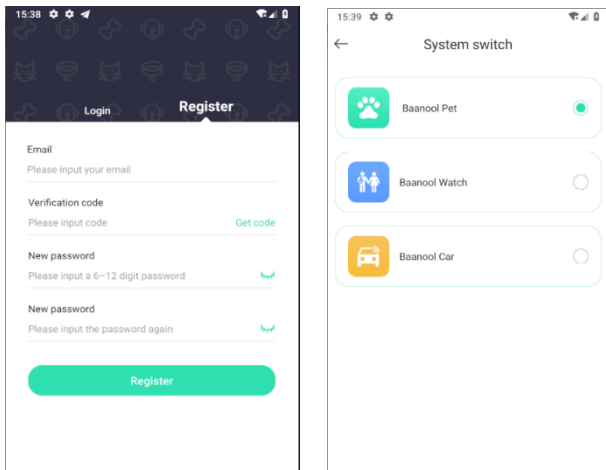 15:38
Login
Register
Email
Please input your email
Verification code
Please input code
Get code
New password
Please input a 6--12 digit password
New password
Please input the password again
Register
15:39
System switch
Baanool Pet
Baanool Watch
Baanool Car